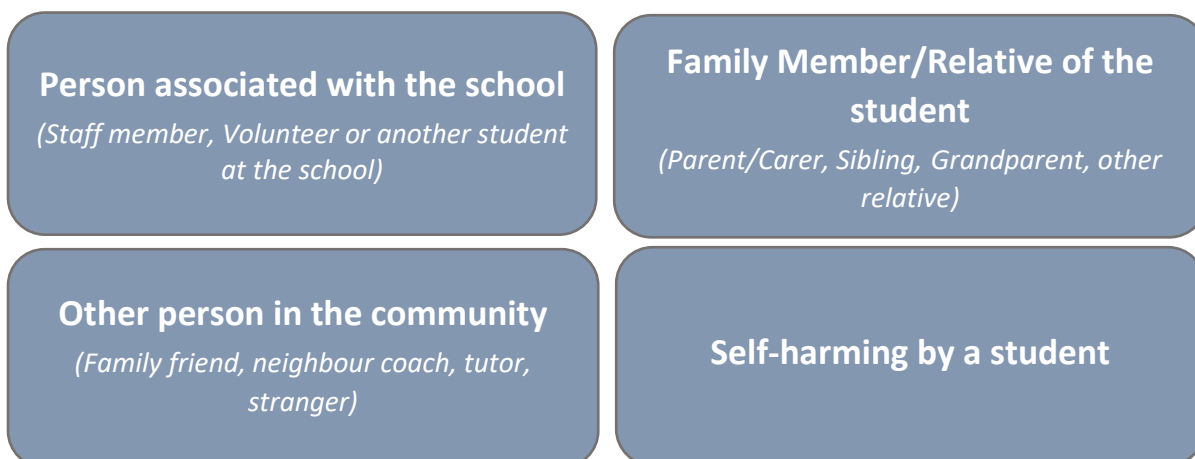 Person associated with the school
(Staff member, Volunteer or another student
at the school)
Family Member/Relative of the
student
(Parent/Carer, Sibling, Grandparent, other
relative)
Other person in the community
(Family friend, neighbour coach, tutor,
stranger)
Self-harming by a student